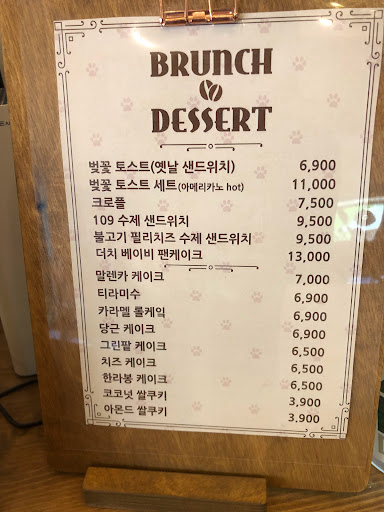 BRUNCH
DESSERT
벚꽃 토스트(옛날 샌드위치) 6,900
벚꽃 토스트 세트(아메리카노 hot) 11,000
크로플 7,500
109 수제 샌드위치 9,500
불고기 필리치즈 수제 샌드위치 9,500
더치 베이비 팬케이크 13,000
말렌카 케이크 7,000
티라미수 6,900
카라멜 롤케익 6,900
당근 케이크 6,900
그린팥 케이크 6,500
치즈 케이크 6,500
한라봉 케이크 6,500
코코넛 쌀쿠키 3,900
아몬드 쌀쿠키 3,900